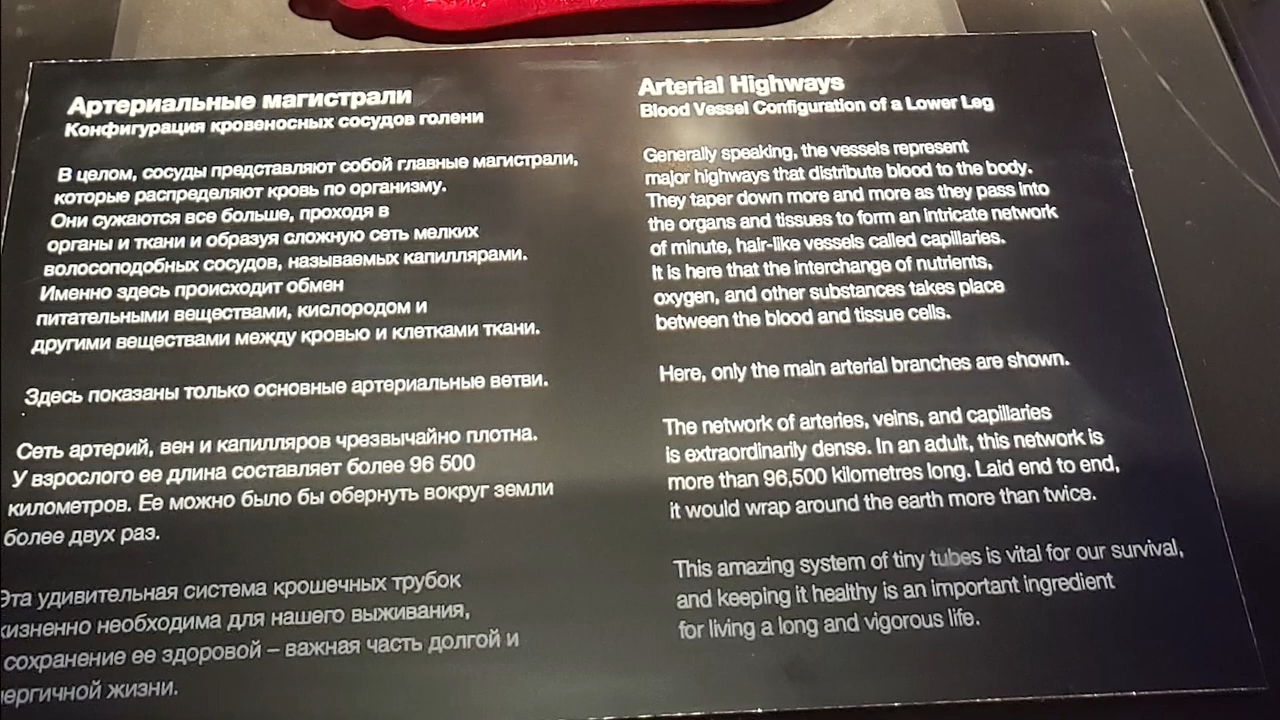 Артериальные магистрали
Конфигурация кровеносных сосудов голени
В целом, сосуды представляют собой главные магистрали,
которые распределяют кровь по организму.
Они сужаются все больше, проходя в
органы и ткани и образуя сложную сеть мелких
волосоподобных сосудов, называемых капиллярами.
Именно здесь происходит обмен
питательными веществами, кислородом и
другими веществами между кровью и клетками ткани.
Здесь показаны только основные артериальные ветви.
Сеть артерий, вен и капилляров чрезвычайно плотна.
У взрослого ее длина составляет более 96 500
километров. Ее можно было бы обернуть вокруг земли
более двух раз.
Эта удивительная система крошечных трубок
необходима для нашего выживания,
сохранение ее здоровой – важная часть долгой и
жизни.
Arterial Highways
Blood Vessel Configuration of a Lower Leg
Generally speaking, the vessels represent
major highways that distribute blood to the body.
They taper down more and more as they pass into
the organs and tissues to form an intricate network
of minute, hair-like vessels called capillaries.
It is here that the interchange of nutrients,
oxygen, and other substances takes place
between the blood and tissue cells.
Here, only the main arterial branches are shown.
The network of arteries, veins, and capillaries
is extraordinarily dense. In an adult, this network is
more than 96,500 kilometres long. Laid end to end,
it would wrap around the earth more than twice.
This amazing system of tiny tubes is vital for our survival,
and keeping it healthy is an important ingredient
for living a long and vigorous life.